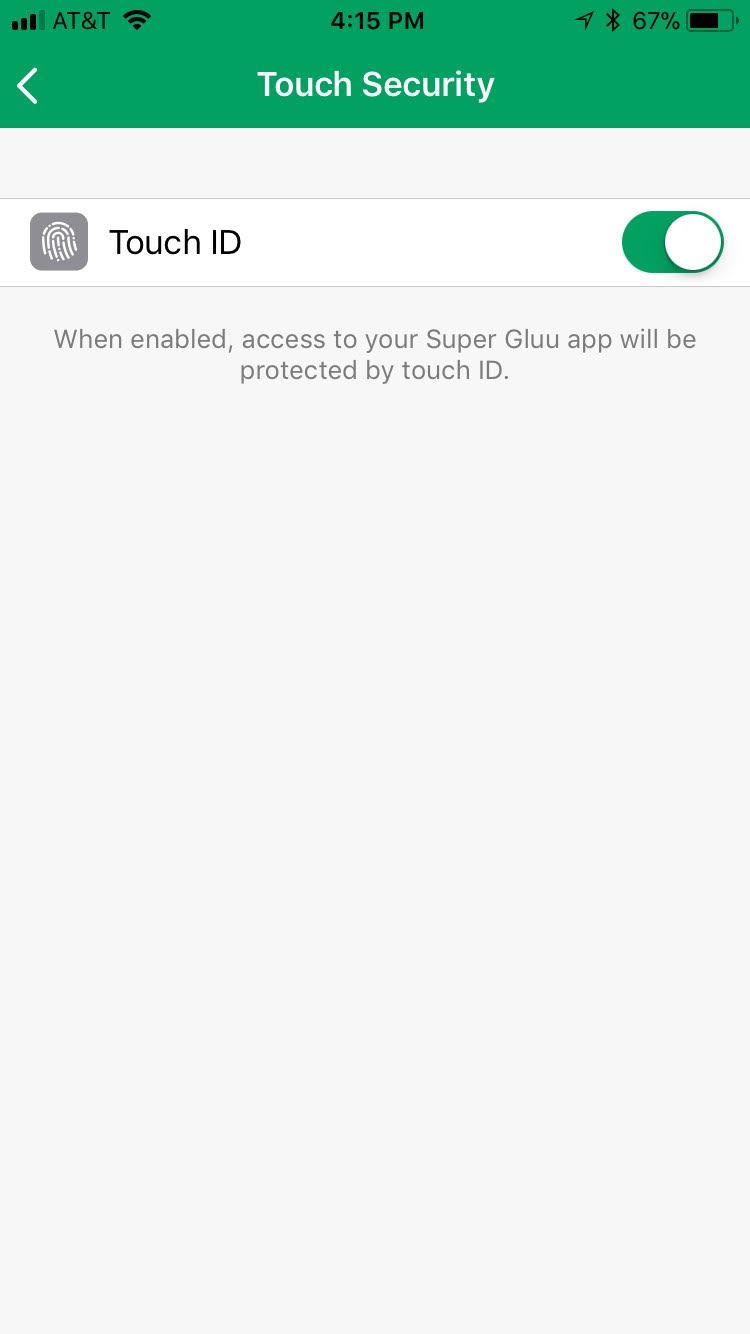 AT&T 4:15 PM 67%
Touch Security
Touch ID
When enabled, access to your Super Gluu app will be
protected by touch ID.